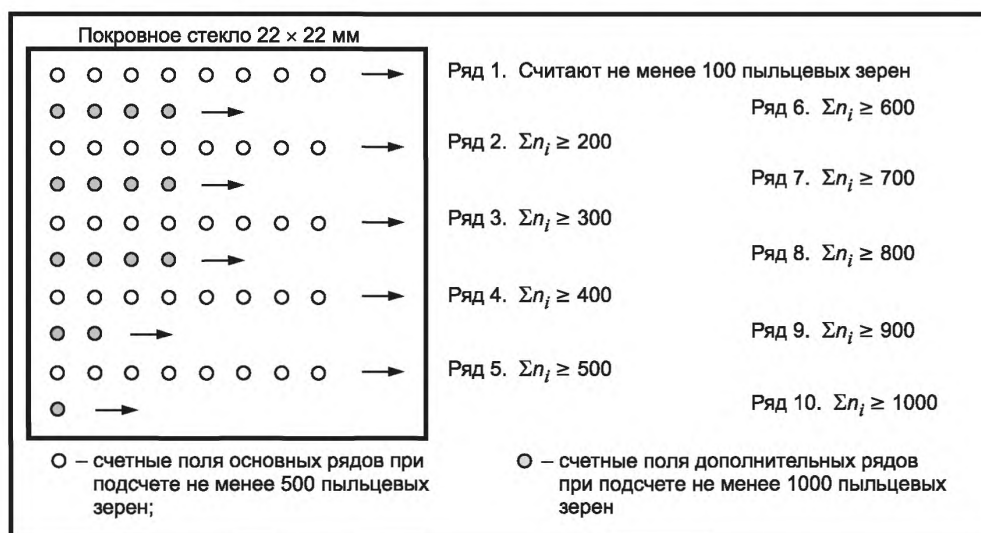 Покровное стекло 22 × 22 мм
Ряд 1. Считают не менее 100 пыльцевых зерен
Ряд 6. Σnᵢ ≥ 600
Ряд 2. Σnᵢ ≥ 200
Ряд 7. Σnᵢ ≥ 700
Ряд 3. Σnᵢ ≥ 300
Ряд 8. Σnᵢ ≥ 800
Ряд 4. Σnᵢ ≥ 400
Ряд 9. Σnᵢ ≥ 900
Ряд 5. Σnᵢ ≥ 500
Ряд 10. Σnᵢ ≥ 1000
– счетные поля основных рядов при
подсчете не менее 500 пыльцевых
зерен;
– счетные поля дополнительных рядов
при подсчете не менее 1000 пыльцевых
зерен